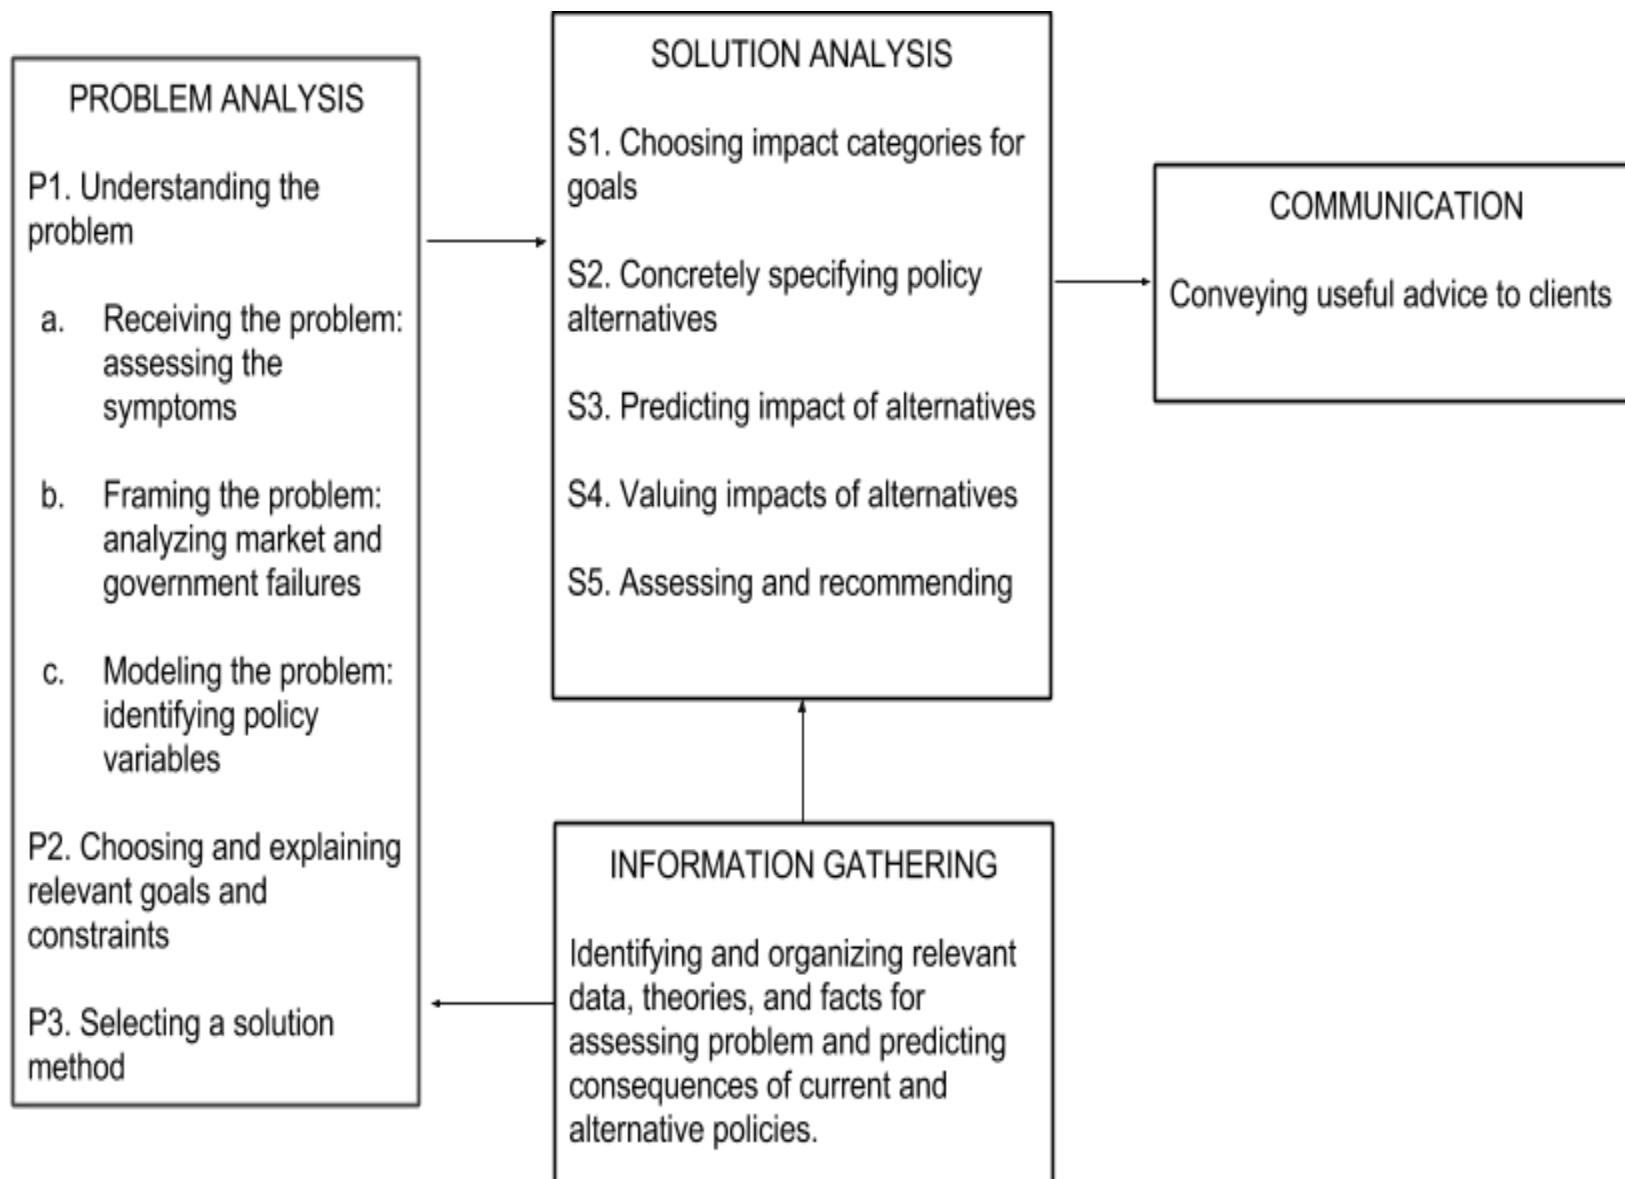 PROBLEM ANALYSIS
P1. Understanding the
problem
a. Receiving the problem:
assessing the
symptoms
b. Framing the problem:
analyzing market and
government failures
c. Modeling the problem:
identifying policy
variables
P2. Choosing and explaining
relevant goals and
constraints
P3. Selecting a solution
method
SOLUTION ANALYSIS
S1. Choosing impact categories for
goals
S2. Concretely specifying policy
alternatives
S3. Predicting impact of alternatives
S4. Valuing impacts of alternatives
S5. Assessing and recommending
COMMUNICATION
Conveying useful advice to clients
INFORMATION GATHERING
Identifying and organizing relevant
data, theories, and facts for
assessing problem and predicting
consequences of current and
alternative policies.